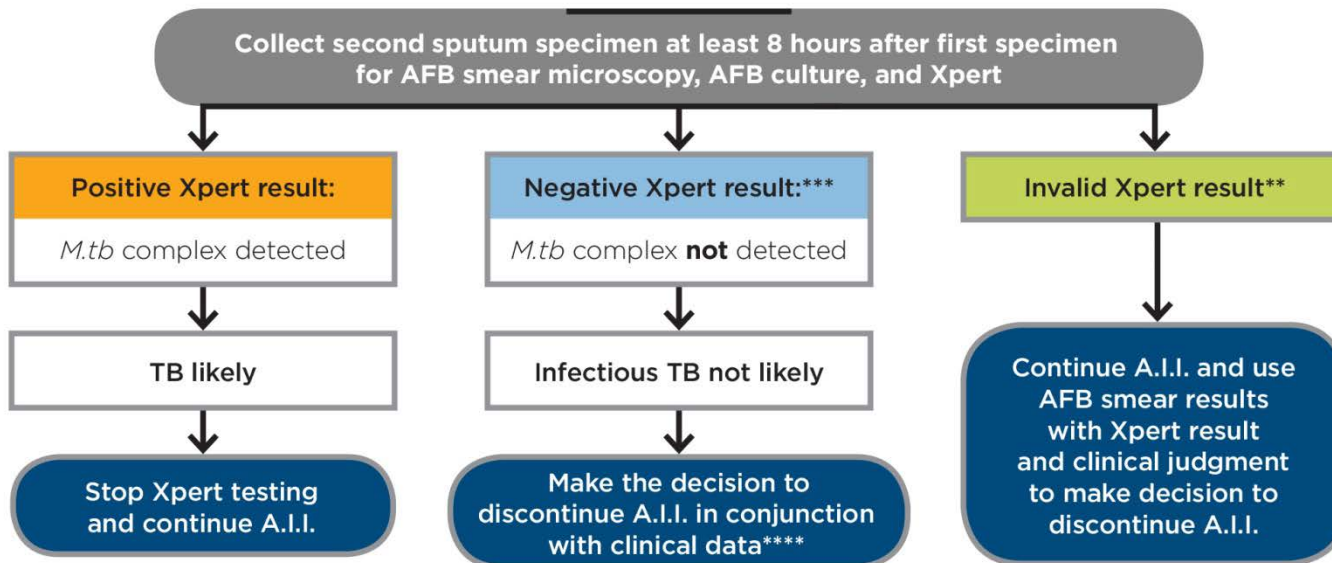 Collect second sputum specimen at least 8 hours after first specimen
for AFB smear microscopy, AFB culture, and Xpert
Positive Xpert result:
M.tb complex detected
TB likely
Stop Xpert testing
and continue A.I.I.
Negative Xpert result:***
M.tb complex not detected
Infectious TB not likely
Make the decision to
discontinue A.I.I. in conjunction
with clinical data****
Invalid Xpert result**
Continue A.I.I. and use
AFB smear results
with Xpert result
and clinical judgment
to make decision to
discontinue A.I.I.